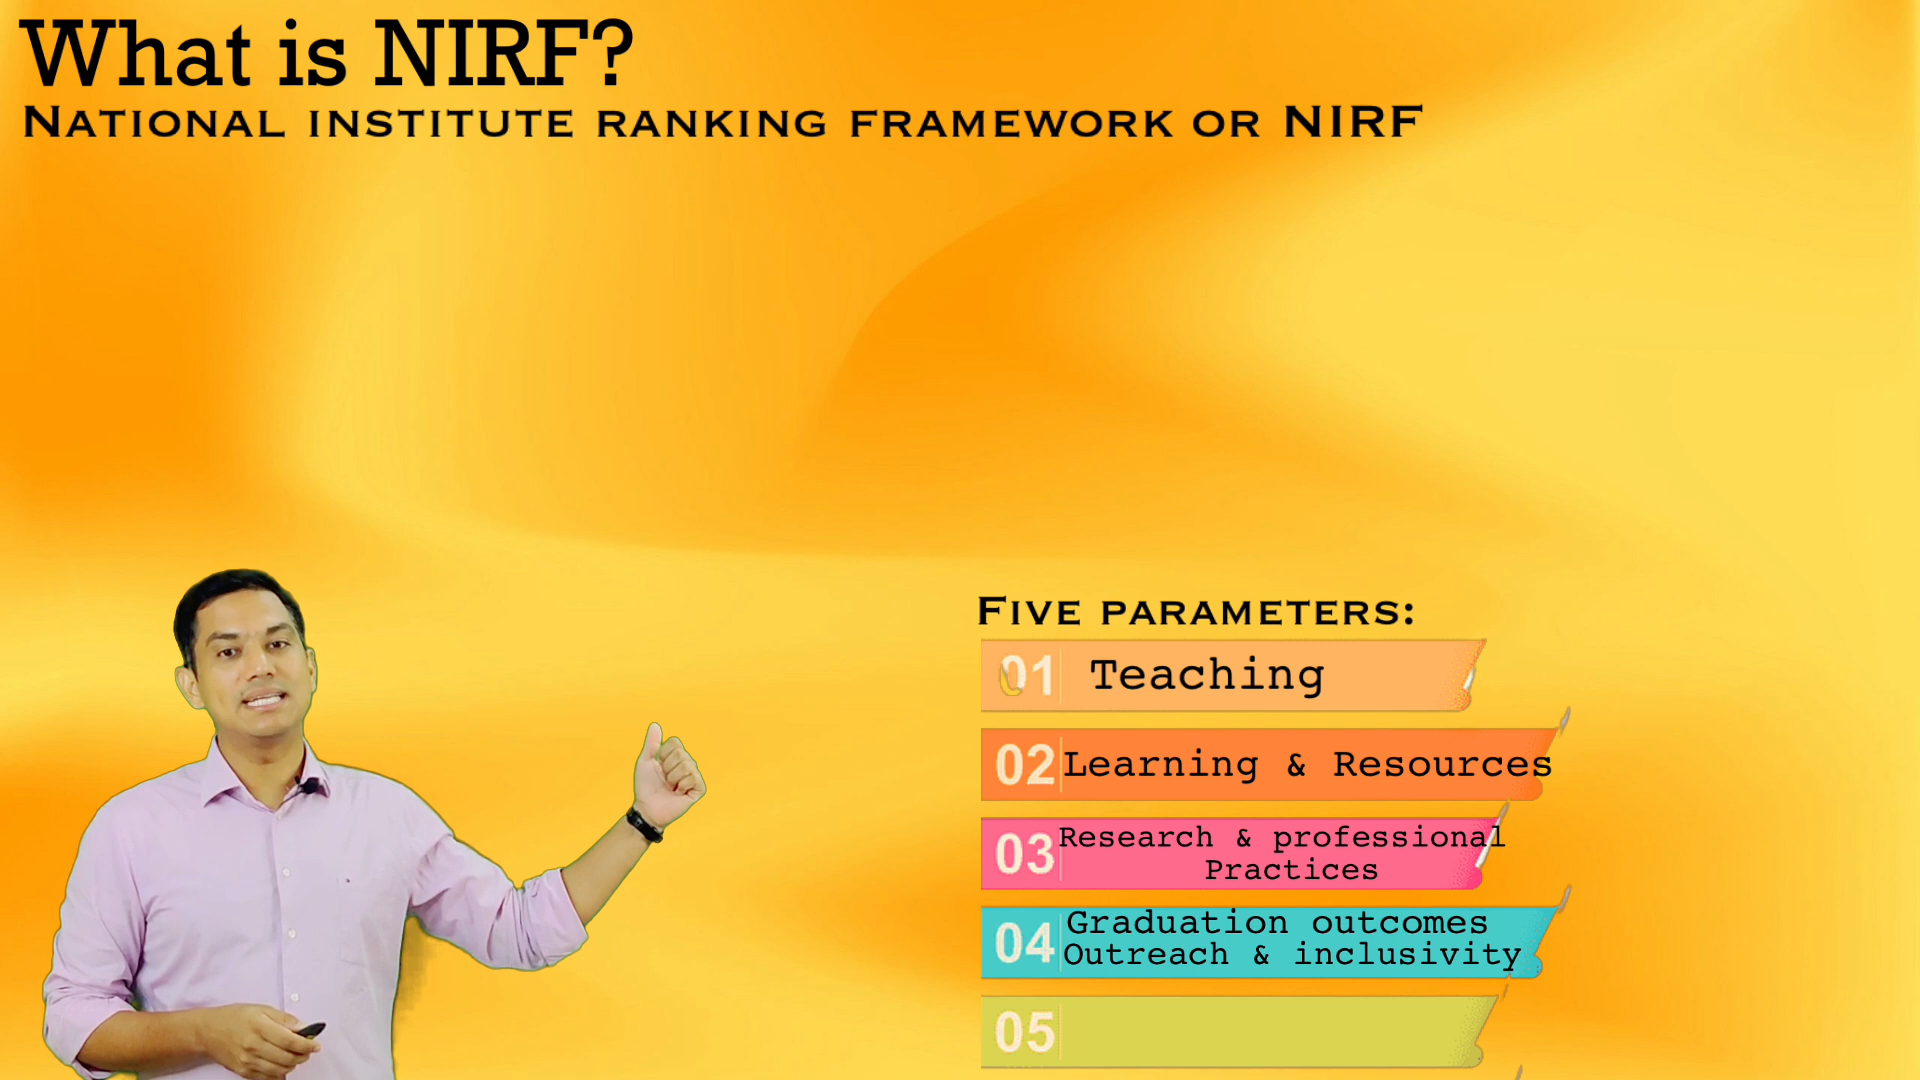 What is NIRF?
National institute ranking framework or NIRF
Five parameters:
01 Teaching
02 Learning & Resources
03 Research & professional
Practices
04 Graduation outcomes
Outreach & inclusivity
05